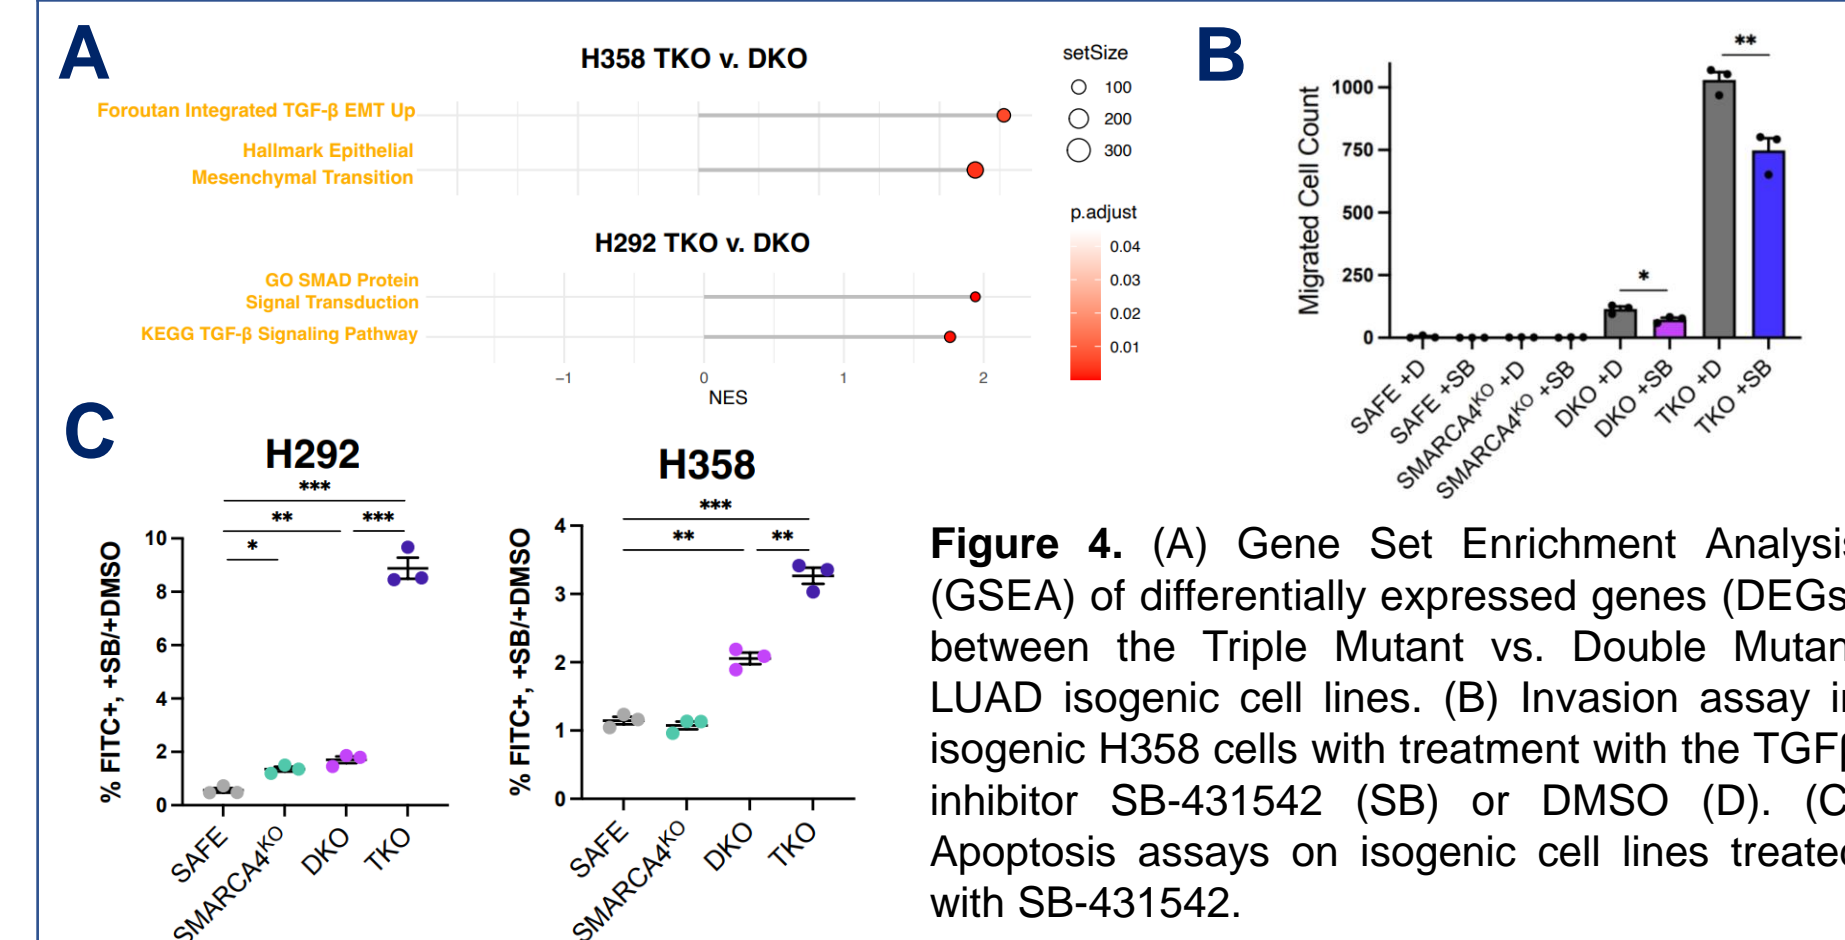 A
H358 TKO v. DKO
Foroutan Integrated TGF-β EMT Up
Hallmark Epithelial
Mesenchymal Transition
H292 TKO v. DKO
GO SMAD Protein
Signal Transduction
KEGG TGF-β Signaling Pathway
−1 0 1 2
NES
setSize
100
200
300
p.adjust
0.04
0.03
0.02
0.01
B
Migrated Cell Count
1000
750
500
250
0
**
*
SAFE +D
SAFE +SB
SMARCA4KO +D
SMARCA4KO +SB
DKO +D
DKO +SB
TKO +D
TKO +SB
C
H292
***
** ***
*
% FITC+, +SB/+DMSO
10
8
6
4
2
0
SAFE
SMARCA4KO
DKO
TKO
H358
***
** **
% FITC+, +SB/+DMSO
4
3
2
1
0
SAFE
SMARCA4KO
DKO
TKO
Figure 4. (A) Gene Set Enrichment Analysis
(GSEA) of differentially expressed genes (DEGs
between the Triple Mutant vs. Double Mutan
LUAD isogenic cell lines. (B) Invasion assay in
isogenic H358 cells with treatment with the TGFβ
inhibitor SB-431542 (SB) or DMSO (D). (C
Apoptosis assays on isogenic cell lines treated
with SB-431542.